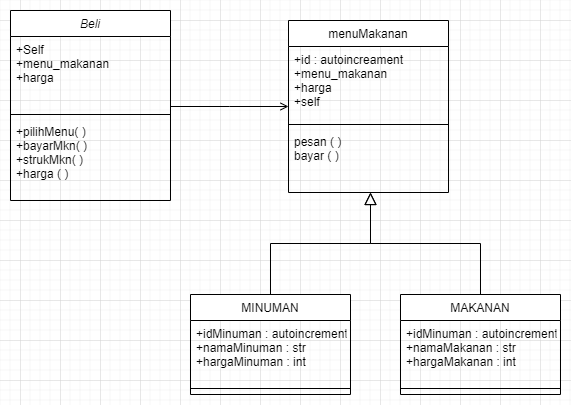 Beli
+Self
+menu_makanan
+harga
+pilihMenu( )
+bayarMkn( )
+strukMkn( )
+harga ( )
menuMakanan
+id : autoincreament
+menu_makanan
+harga
+self
pesan ( )
bayar ( )
MINUMAN
+idMinuman : autoincrement
+namaMinuman : str
+hargaMinuman : int
MAKANAN
+idMinuman : autoincrement
+namaMakanan : str
+hargaMakanan : int